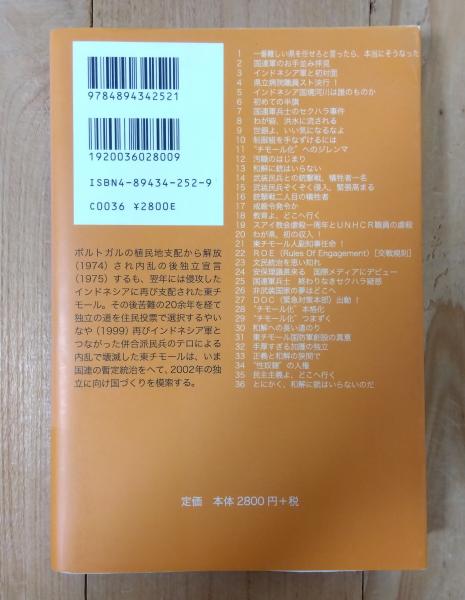 9784894342521
1920036028009
ISBN4-89434-252-9
C0036 ¥2800E
ポルトガルの植民地支配から解放
(1974) され内乱の後独立宣言
(1975) するも、翌年には侵攻した
インドネシアに再び支配された東チ
モール。その後苦難の20余年を経て
独立の道を住民投票で選択するやい
なや (1999) 再びインドネシア軍と
つながった併合派民兵のテロによる
内乱で壊滅した東チモールは、いま
国連の暫定統治をへて、2002年の独
立に向け国づくりを模索する。
1 一番難しい県を任せろと言ったら、本当にそうなった
2 国連軍のお手並み拝見
3 インドネシア軍と初対面
4 県立病院職員スト決行！
5 インドネシア国境河川は誰のものか
6 初めての半旗
7 国連軍兵士のセクハラ事件
8 わが庭、洪水に流される
9 世銀よ、いい気になるなよ
10 制服組を手なずけるには
11 “チモール化”へのジレンマ
12 汚職のはじまり
13 和解に銃はいらない
14 武装民兵との銃撃戦、犠牲者一名
15 武装民兵ぞくぞく侵入、緊張高まる
16 銃撃戦二人目の犠牲者
17 戒厳令発令か
18 教育よ、どこへ行く
19 スアイ教会虐殺一周年とUNHCR職員の虐殺
20 わが県、初の収入！
21 東チモール人副知事任命！
22 ROE (Rules Of Engagement) [交戦規則]
23 文民統治を思い知れ
24 安保理議長来る 国際メディアにデビュー
25 国連軍兵士 終わりなきセクハラ疑惑
26 非武装国家の夢はどこへ
27 DOC（緊急対策本部）出動！
28 “チモール化”本格化
29 “チモール化”つまずく
30 和解への長い道のり
31 東チモール国防軍創設の真意
32 手厚すぎる加護の独立
33 正義と和解の狭間で
34 “性奴隷”の人権
35 民主主義よ、どこへ行く
36 とにかく、和解に銃はいらないのだ
定価 本体2800円+税